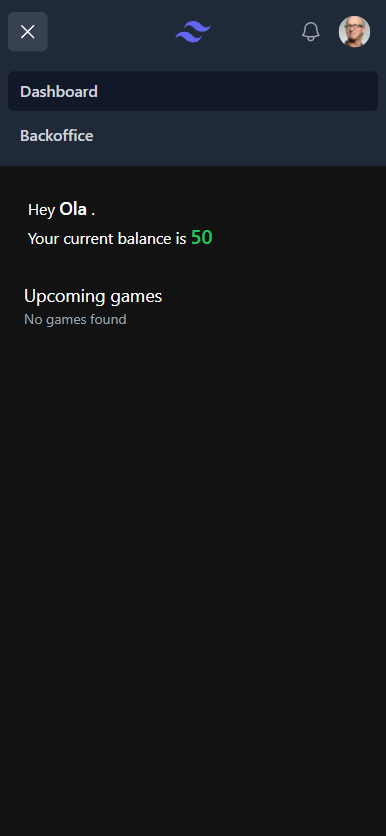 Dashboard
Backoffice
Hey Ola .
Your current balance is 50
Upcoming games
No games found